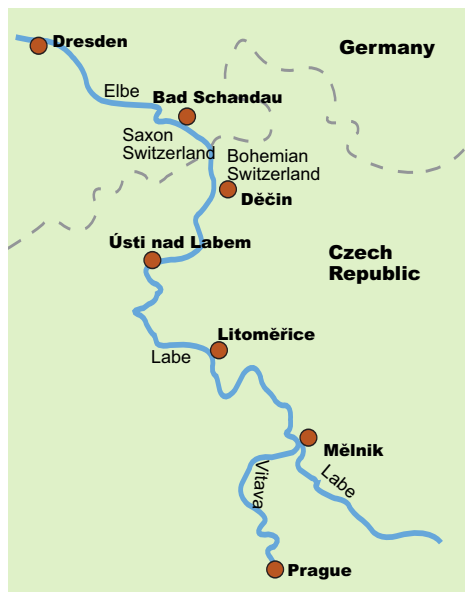 Dresden
Germany
Elbe
Bad Schandau
Saxon
Switzerland
Bohemian
Switzerland
Děčin
Ústi nad Labem
Czech
Republic
Litoměřice
Labe
Mělnik
Vltava
Labe
Prague